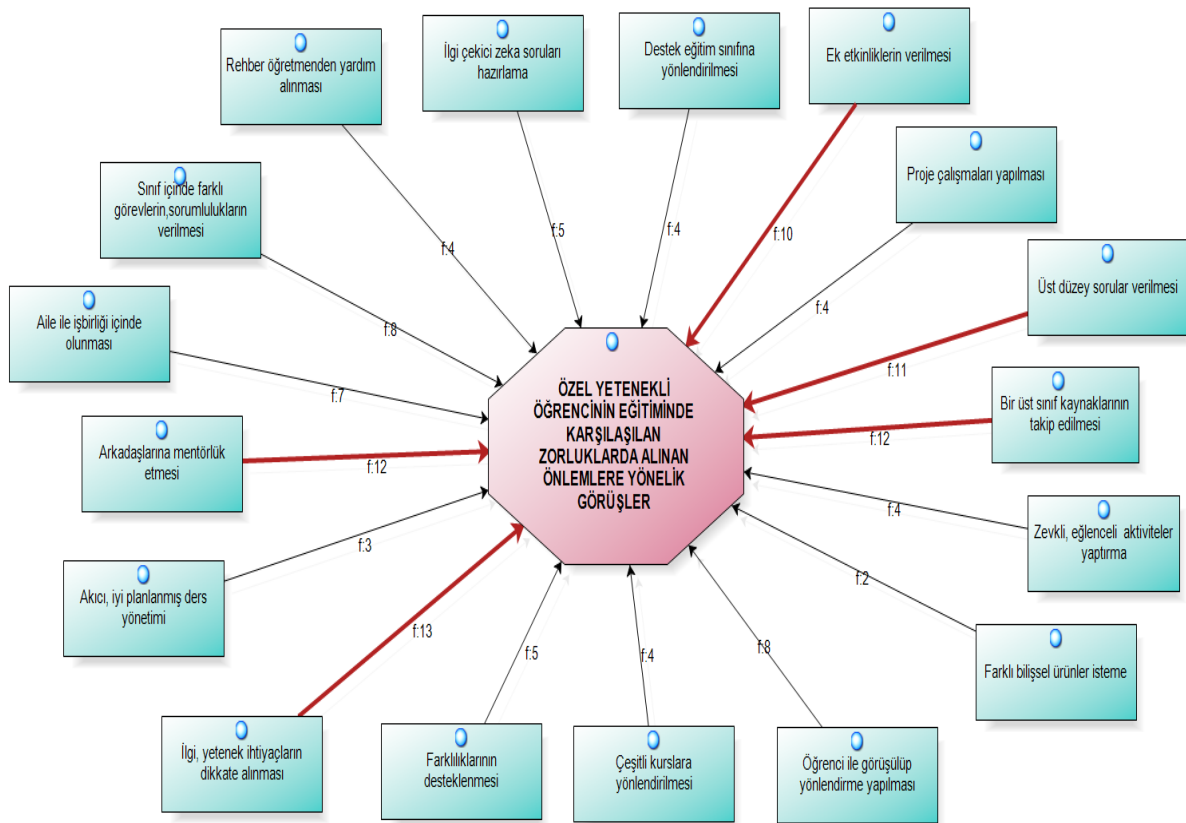 Rehber öğretmenden yardım
alınması
İlgi çekici zeka soruları
hazırlama
Destek eğitim sınıfına
yönlendirilmesi
Ek etkinliklerin verilmesi
Proje çalışmaları yapılması
Sınıf içinde farklı
görevlerin,sorumlulukların
verilmesi
Üst düzey sorular verilmesi
Aile ile işbirliği içinde
olunması
Bir üst sınıf kaynaklarının
takip edilmesi
Arkadaşlarına mentörlük
etmesi
Zevkli, eğlenceli aktiviteler
yaptırma
Akıcı, iyi planlanmış ders
yönetimi
Farklı bilişsel ürünler isteme
İlgi, yetenek ihtiyaçların
dikkate alınması
Farklılıklarının
desteklenmesi
Çeşitli kurslara
yönlendirilmesi
Öğrenci ile görüşülüp
yönlendirme yapılması
ÖZEL YETENEKLİ
ÖĞRENCİNİN EĞİTİMİNDE
KARŞILAŞILAN
ZORLUKLARDA ALINAN
ÖNLEMLERE YÖNELİK
GÖRÜŞLER
f:4
f:5
f:4
f:10
f:4
f:8
f:11
f:7
f:12
f:12
f:4
f:3
f:2
f:13
f:5
f:4
f:8